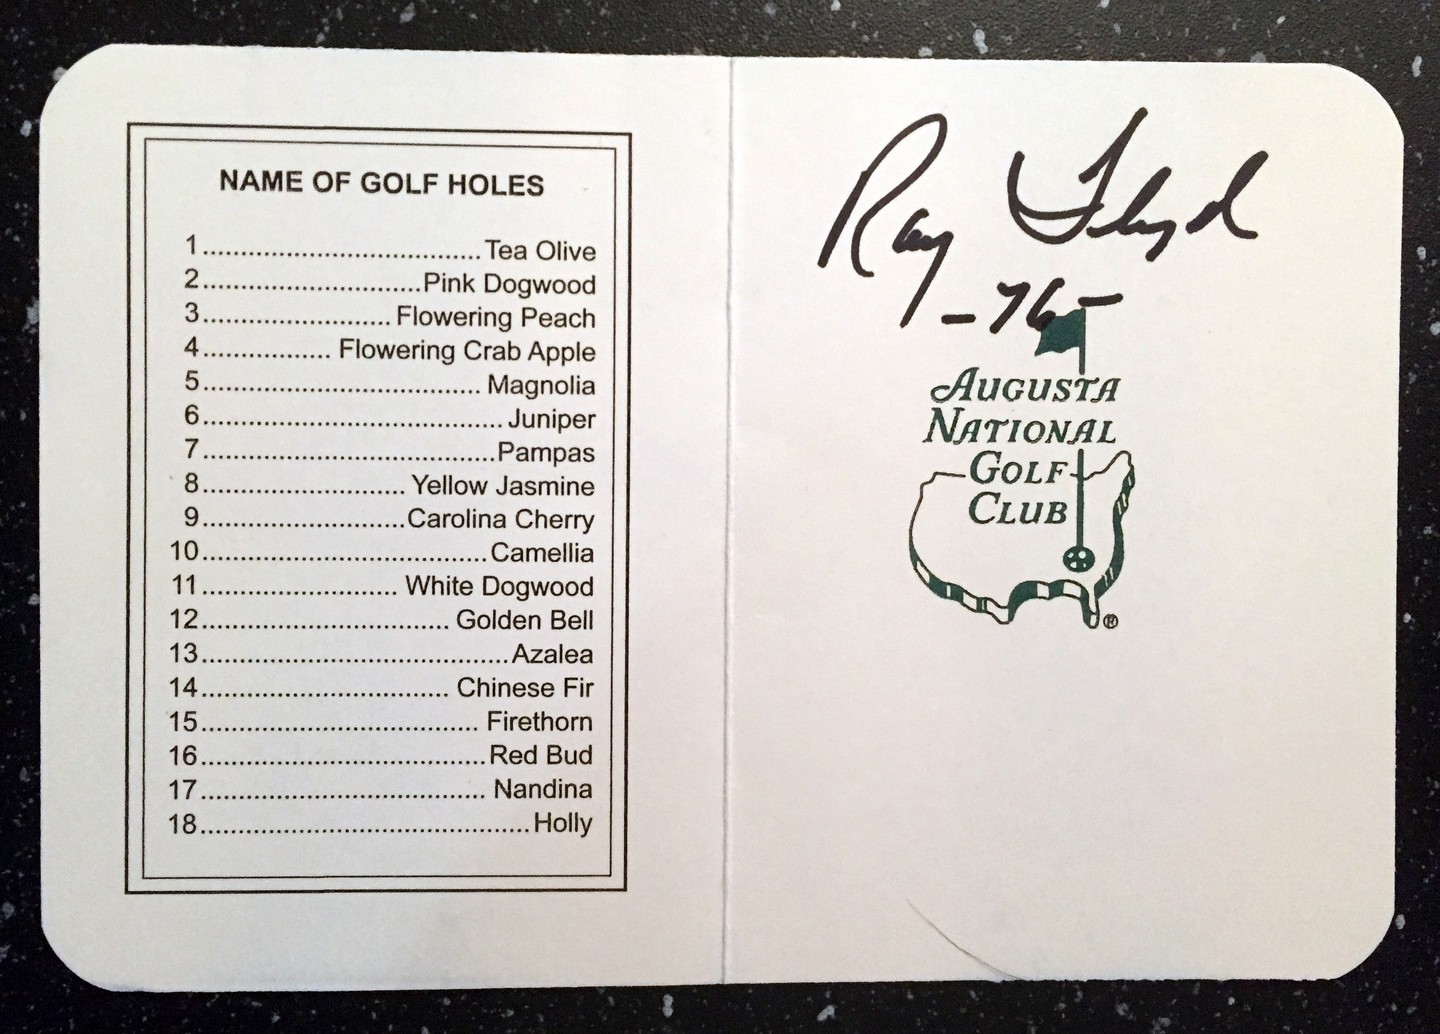 NAME OF GOLF HOLES
1..................................... Tea Olive
2.............................Pink Dogwood
3......................... Flowering Peach
4................. Flowering Crab Apple
5..................................... Magnolia
6........................................ Juniper
7.......................................Pampas
8........................... Yellow Jasmine
9...........................Carolina Cherry
10......................................Camellia
11.......................... White Dogwood
12................................. Golden Bell
13.........................................Azalea
14................................. Chinese Fir
15..................................... Firethorn
16......................................Red Bud
17...................................... Nandina
18............................................Holly
Ray Floyd
-76-
AUGUSTA
NATIONAL
GOLF
CLUB
®